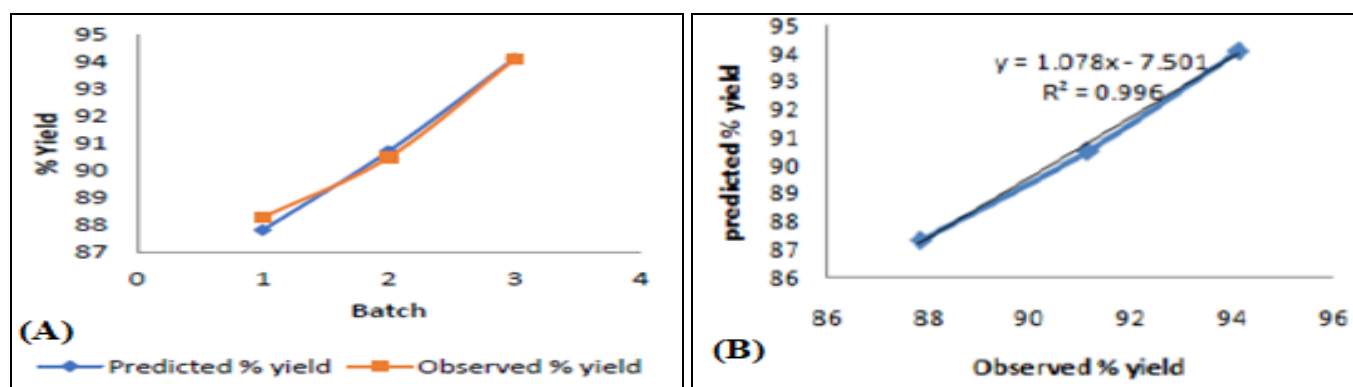 95
94
93
92
91
90
89
88
87
% Yield
0 1 2 3 4
Batch
(A)
Predicted % yield Observed % yield
95
94
93
92
91
90
89
88
87
86
predicted % yield
y = 1.078x - 7.501
R² = 0.996
86 88 90 92 94 96
(B)
Observed % yield